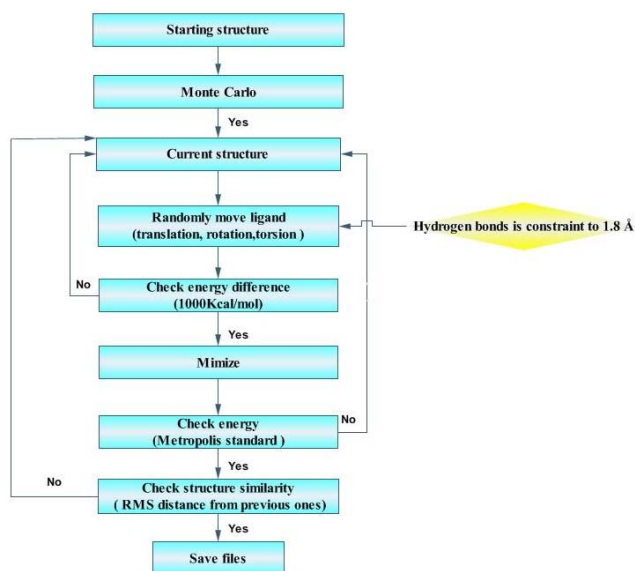 Starting structure
Monte Carlo
Yes
Current structure
Randomly move ligand
(translation, rotation,torsion )
Hydrogen bonds is constraint to 1.8 Å
No
Check energy difference
(1000Kcal/mol)
Yes
Mimize
No
Check energy
(Metropolis standard )
Yes
No
Check structure similarity
( RMS distance from previous ones)
Yes
Save files